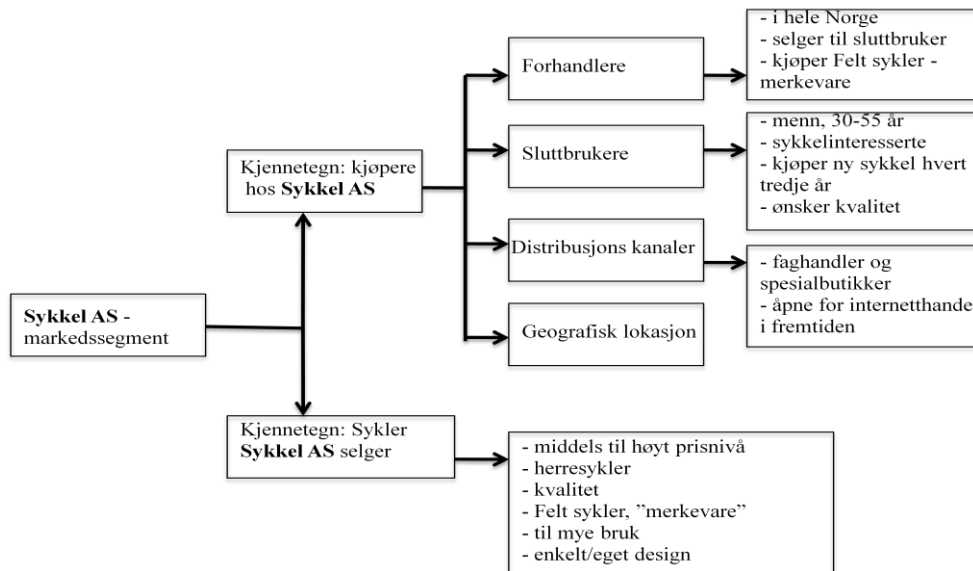 Sykkel AS -
markedssegment
Kjennetegn: kjøpere
hos Sykkel AS
Forhandlere
- i hele Norge
- selger til sluttbruker
- kjøper Felt sykler -
merkevare
Sluttbrukere
- menn, 30-55 år
- sykkelinteresserte
- kjøper ny sykkel hvert
tredje år
- ønsker kvalitet
Distribusjons kanaler
- faghandler og
spesialbutikker
- åpne for internetthande
i fremtiden
Geografisk lokasjon
Kjennetegn: Sykler
Sykkel AS selger
- middels til høyt prisnivå
- herresykler
- kvalitet
- Felt sykler, ”merkevare”
- til mye bruk
- enkelt/eget design